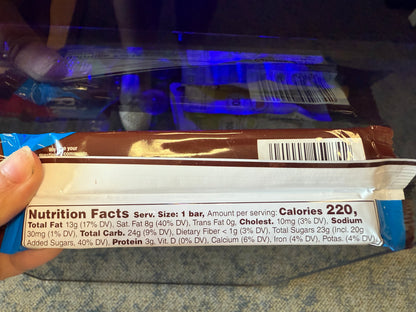 Nutrition Facts Serv. Size: 1 bar, Amount per serving: Calories 220,
Total Fat 13g (17% DV), Sat. Fat 8g (40% DV), Trans Fat 0g, Cholest. 10mg (3% DV), Sodium
30mg (1% DV), Total Carb. 24g (9% DV), Dietary Fiber < 1g (3% DV), Total Sugars 23g (Incl. 20g
Added Sugars, 40% DV), Protein 3g, Vit. D (0% DV), Calcium (6% DV), Iron (4% DV), Potas. (4% DV).